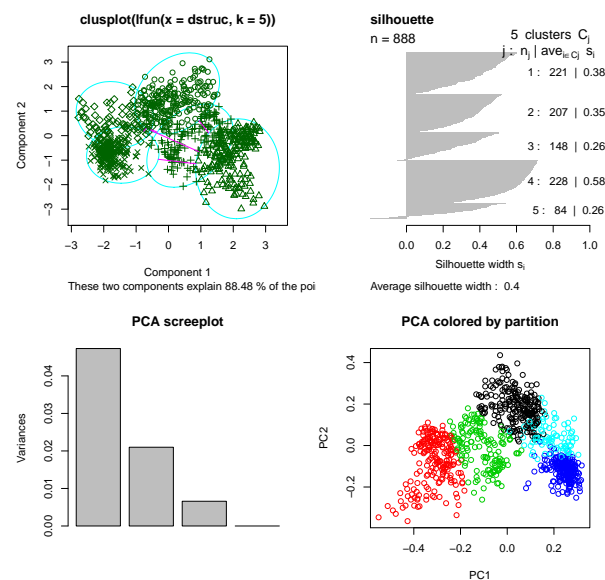 clusplot(lfun(x = dstruc, k = 5))
Component 2
3
2
1
0
−1
−2
−3
−3 −2 −1 0 1 2 3
Component 1
These two components explain 88.48 % of the poi
silhouette
n = 888
5 clusters Cj
j : nj | avei∈Cj si
1 : 221 | 0.38
2 : 207 | 0.35
3 : 148 | 0.26
4 : 228 | 0.58
5 : 84 | 0.26
0.0 0.2 0.4 0.6 0.8 1.0
Silhouette width si
Average silhouette width : 0.4
PCA screeplot
Variances
0.04
0.03
0.02
0.01
0.00
PCA colored by partition
PC2
0.4
0.2
0.0
−0.2
−0.4 −0.2 0.0 0.2
PC1